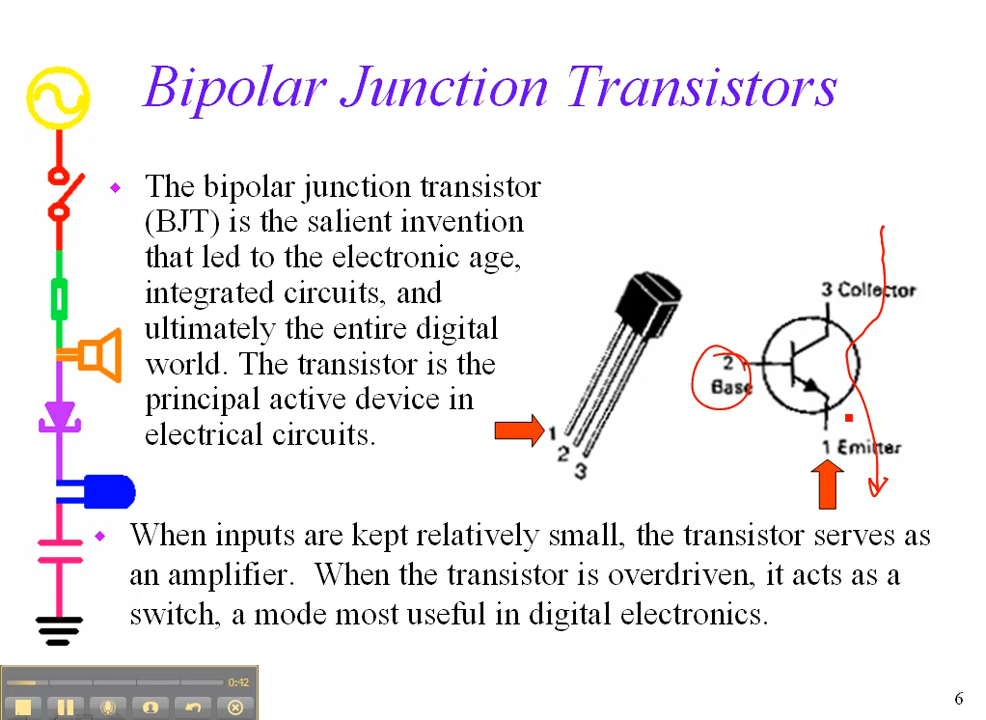 Bipolar Junction Transistors
The bipolar junction transistor
(BJT) is the salient invention
that led to the electronic age,
integrated circuits, and
ultimately the entire digital
world. The transistor is the
principal active device in
electrical circuits.
1
2
3
3 Collector
2
Base
1 Emitter
When inputs are kept relatively small, the transistor serves as
an amplifier. When the transistor is overdriven, it acts as a
switch, a mode most useful in digital electronics.
0:42
6